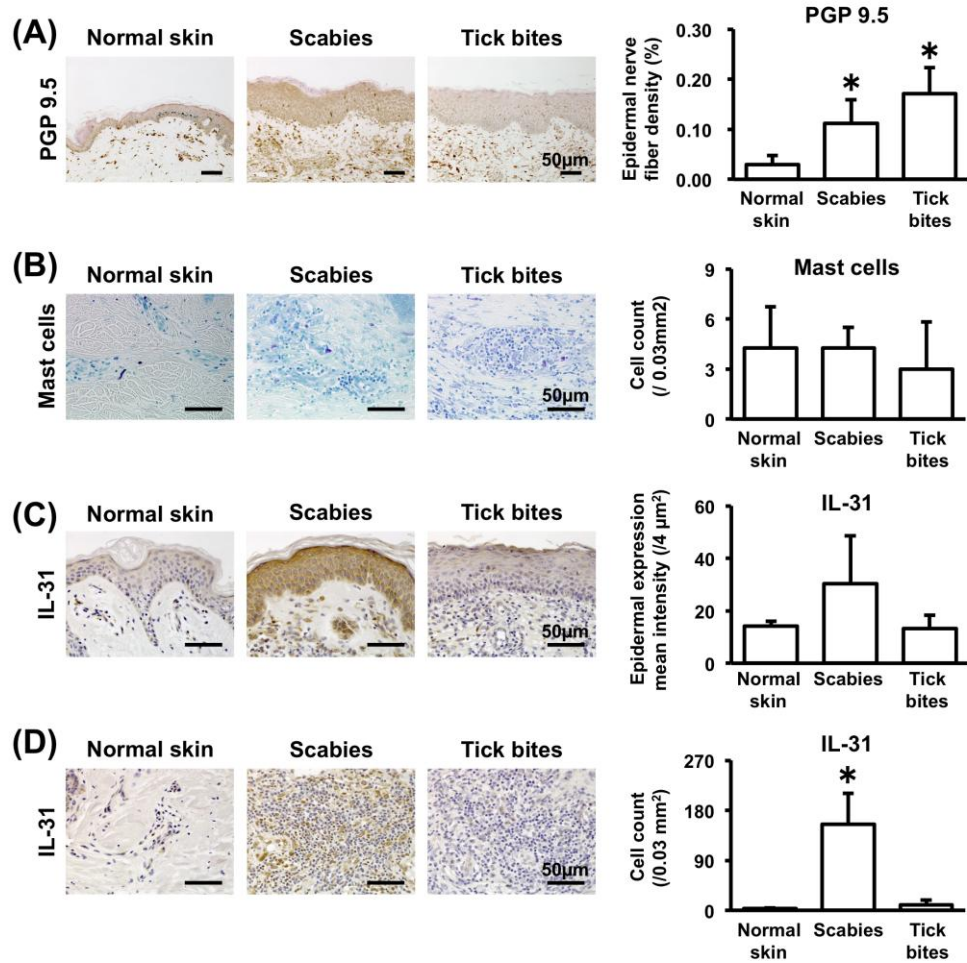 (A)
Normal skin Scabies Tick bites
PGP 9.5
50μm
PGP 9.5
Epidermal nerve
fiber density (%)
0.30
0.20
0.10
0.00
* *
Normal
skin
Scabies
Tick
bites
(B)
Normal skin Scabies Tick bites
Mast cells
50μm
Mast cells
Cell count
(/ 0.03mm2)
9
6
3
0
Normal
skin
Scabies
Tick
bites
(C)
Normal skin Scabies Tick bites
IL-31
50μm
IL-31
Epidermal expression
mean intensity (/4 μm²)
60
40
20
0
Normal
skin
Scabies
Tick
bites
(D)
Normal skin Scabies Tick bites
IL-31
50μm
IL-31
Cell count
(/0.03 mm²)
270
180
90
0
*
Normal
skin
Scabies
Tick
bites